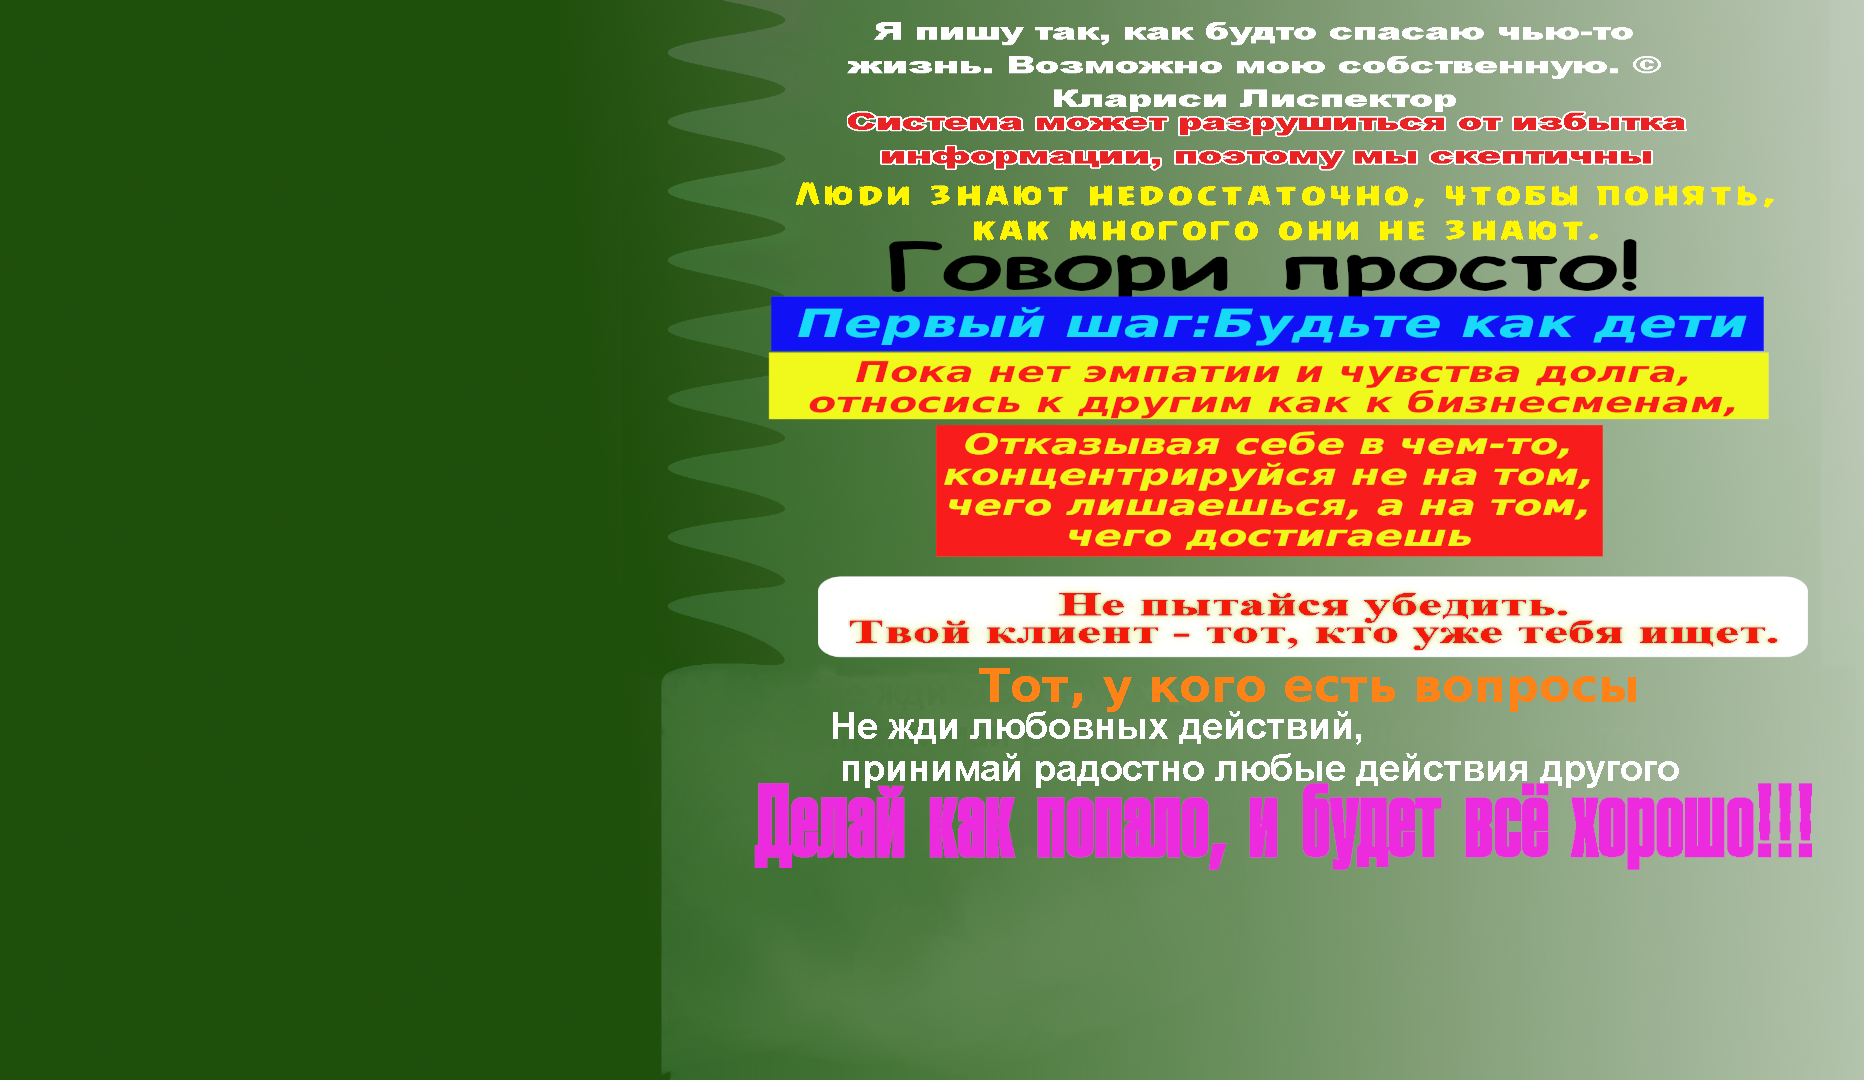 Я пишу так, как будто спасаю чью-то
жизнь. Возможно мою собственную. ©
Клариси Лиспектор
Система может разрушиться от избытка
информации, поэтому мы скептичны
Люди знают недостаточно, чтобы понять,
как многого они не знают.
Говори просто!
Первый шаг:Будьте как дети
Пока нет эмпатии и чувства долга,
относись к другим как к бизнесменам,
Отказывая себе в чем-то,
концентрируйся не на том,
чего лишаешься, а на том,
чего достигаешь
Не пытайся убедить.
Твой клиент - тот, кто уже тебя ищет.
Тот, у кого есть вопросы
Не жди любовных действий,
принимай радостно любые действия другого
Делай как попало, и будет всё хорошо!!!